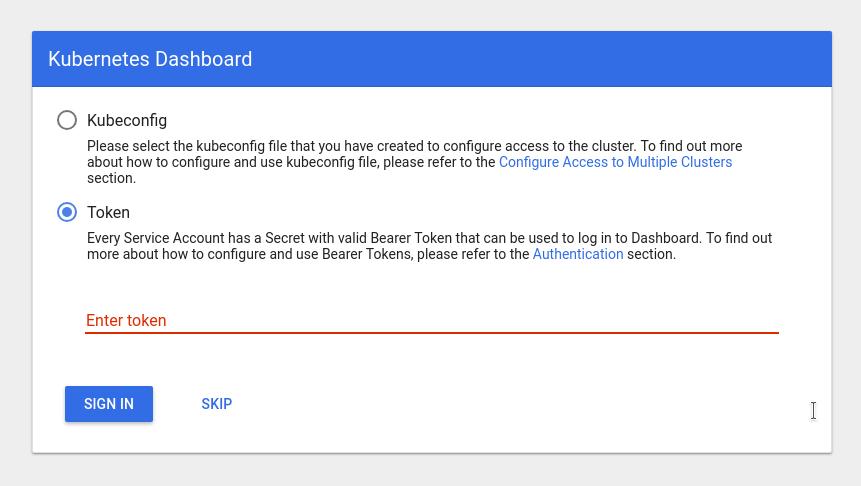 Kubernetes Dashboard
Kubeconfig
Please select the kubeconfig file that you have created to configure access to the cluster. To find out more
about how to configure and use kubeconfig file, please refer to the Configure Access to Multiple Clusters
section.
Token
Every Service Account has a Secret with valid Bearer Token that can be used to log in to Dashboard. To find out
more about how to configure and use Bearer Tokens, please refer to the Authentication section.
Enter token
SIGN IN SKIP